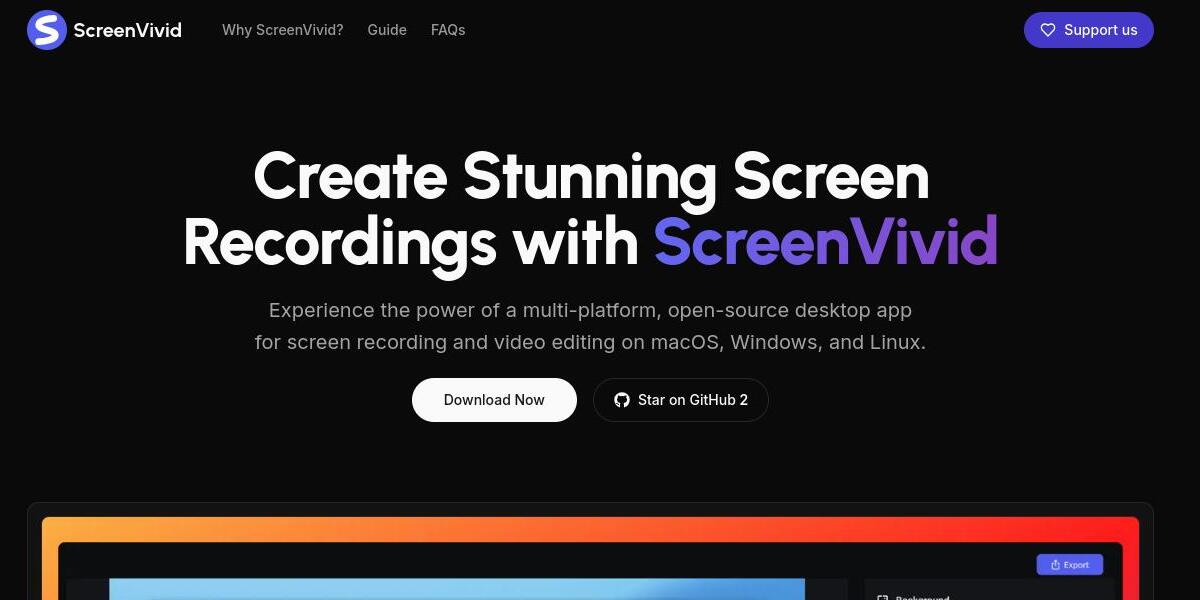 ScreenVivid
Why ScreenVivid?
Guide
FAQs
Support us
Create Stunning Screen
Recordings with ScreenVivid
Experience the power of a multi-platform, open-source desktop app
for screen recording and video editing on macOS, Windows, and Linux.
Download Now
Star on GitHub 2
Export
Background